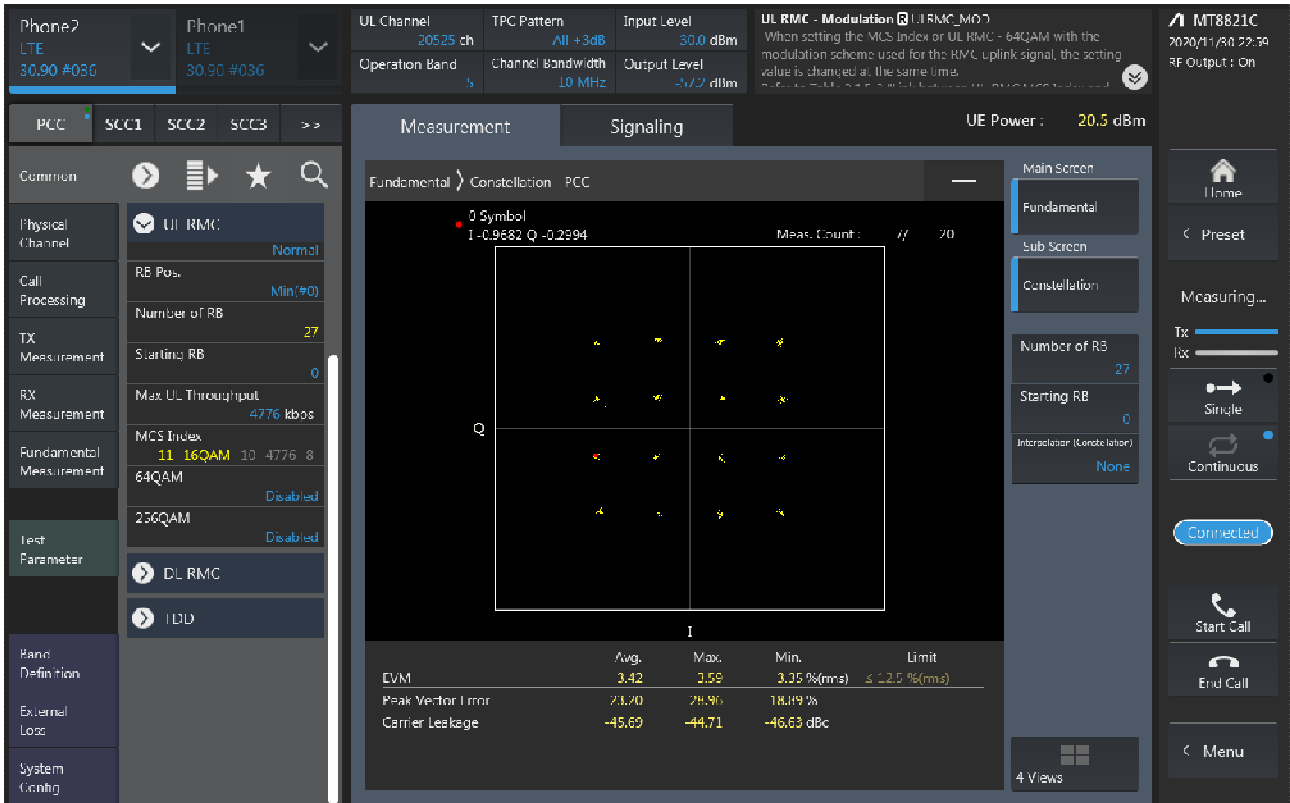 Phone2
LTE
30.90 #036
Phone1
LTE
30.90 #036
UL Channel
20525 ch
TPC Pattern
All +3dB
Input Level
30.0 dBm
Operation Band
5
Channel Bandwidth
10 MHz
Output Level
-57.2 dBm
UL RMC - Modulation R ULRMC_MOD
When setting the MCS Index or UL RMC - 64QAM with the
modulation scheme used for the RMC uplink signal, the setting
value is changed at the same time.
MT8821C
2020/11/30 22:59
RF Output : On
PCC
SCC1
SCC2
SCC3
>>
Measurement
Signaling
UE Power :
20.5 dBm
Common
Physical
Channel
Call
Processing
TX
Measurement
RX
Measurement
Fundamental
Measurement
Test
Parameter
Band
Definition
External
Loss
System
Config
UL RMC
Normal
RB Pos.
Min(#0)
Number of RB
27
Starting RB
0
Max UL Throughput
4776 kbps
MCS Index
11 16QAM 10 4776 8
64QAM
Disabled
256QAM
Disabled
DL RMC
TDD
Fundamental
Constellation PCC
0 Symbol
I -0.9682 Q -0.2994
Meas. Count :
20
Q
I
Avg.
Max.
Min.
Limit
EVM
3.42
3.59
3.35 %(rms)
≤ 12.5 %(rms)
Peak Vector Error
23.20
28.96
18.89 %
Carrier Leakage
-45.69
-44.71
-46.63 dBc
Main Screen
Fundamental
Sub Screen
Constellation
Number of RB
27
Starting RB
0
Interpolation (Constellation)
None
4 Views
Home
< Preset
Measuring...
Tx
Rx
Single
Continuous
Connected
Start Call
End Call
< Menu